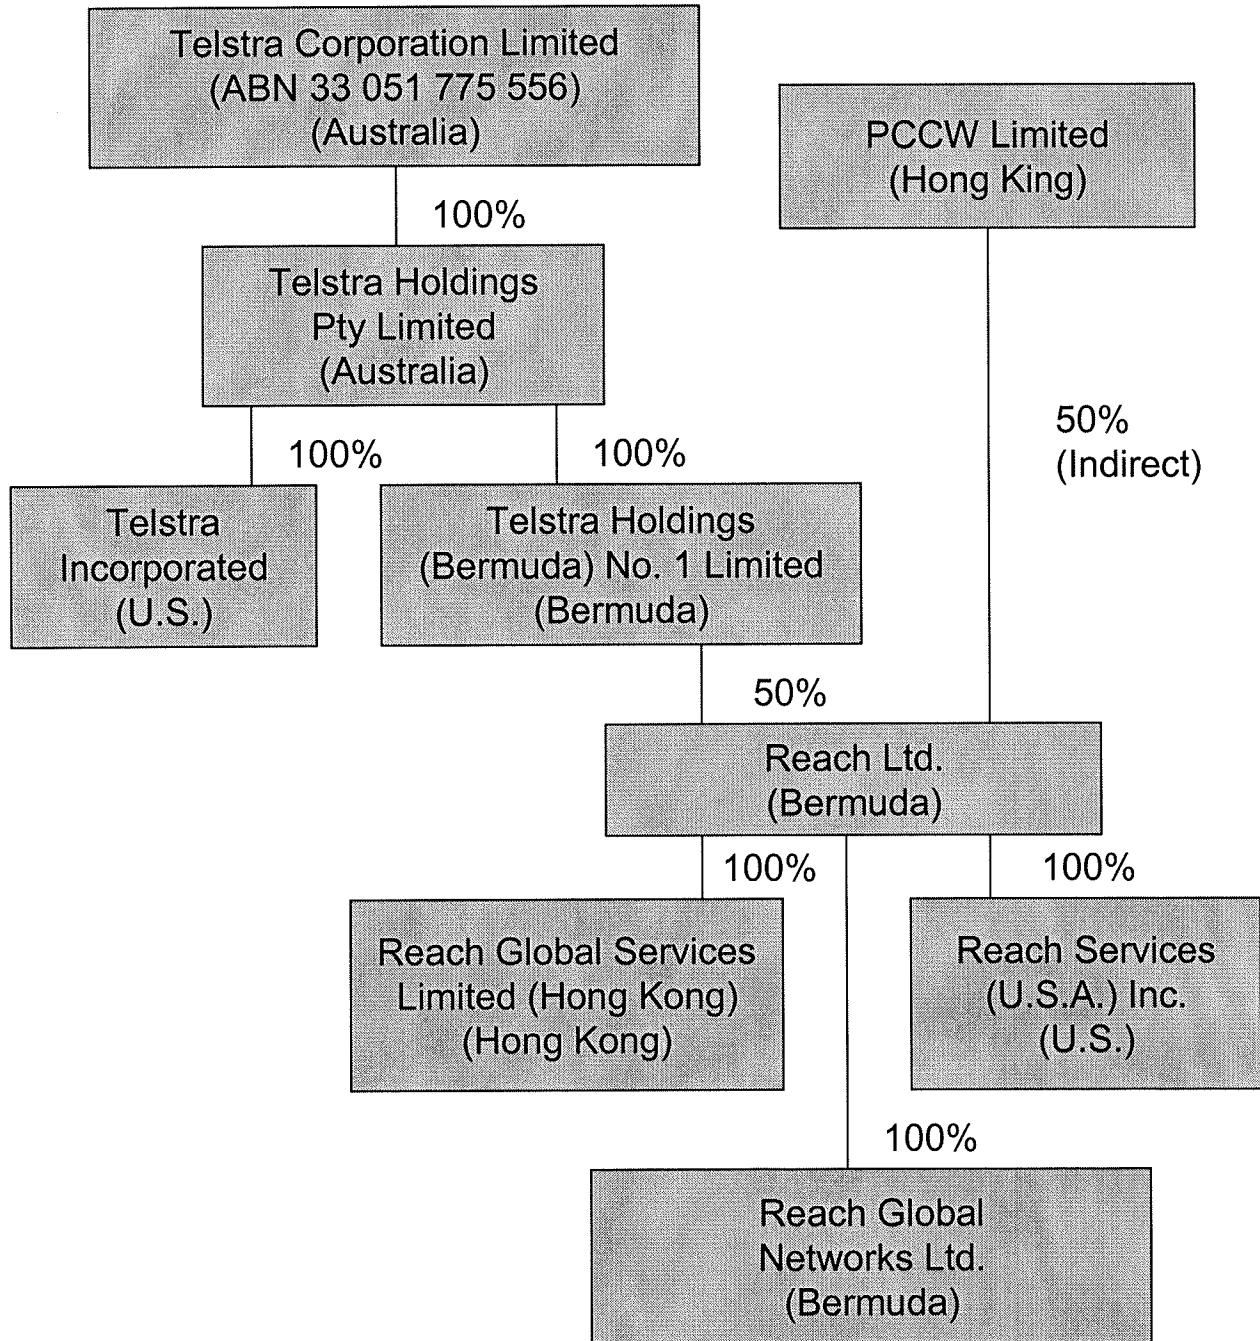 Telstra Corporation Limited
(ABN 33 051 775 556)
(Australia)
PCCW Limited
(Hong King)
100%
Telstra Holdings
Pty Limited
(Australia)
100%
100%
50%
(Indirect)
Telstra
Incorporated
(U.S.)
Telstra Holdings
(Bermuda) No. 1 Limited
(Bermuda)
50%
Reach Ltd.
(Bermuda)
100%
100%
Reach Global Services
Limited (Hong Kong)
(Hong Kong)
Reach Services
(U.S.A.) Inc.
(U.S.)
100%
Reach Global
Networks Ltd.
(Bermuda)